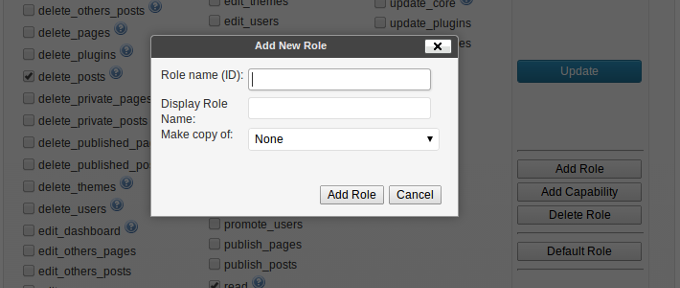 delete_others_posts
delete_pages
delete_plugins
delete_posts
delete_private_pages
delete_private_posts
delete_published_pa
delete_published_po
delete_themes
delete_users
edit_dashboard
edit_others_pages
edit_others_posts
edit_themes
edit_users
update_core
update_plugins
Add New Role
Role name (ID):
Display Role
Name:
Make copy of:
None
Add Role
Cancel
promote_users
publish_pages
publish_posts
read
Update
Add Role
Add Capability
Delete Role
Default Role